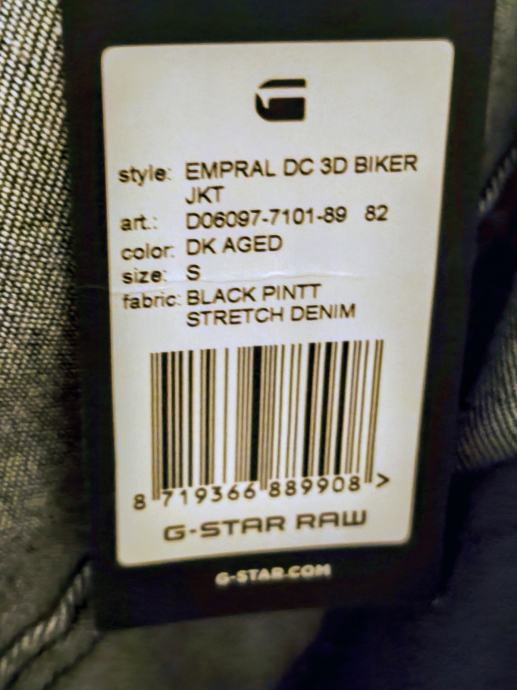 style: EMPRAL DC 3D BIKER
JKT
art.: D06097-7101-89 82
color: DK AGED
size: S
fabric: BLACK PINTT
STRETCH DENIM
8 719366 889908 >
G-STAR RAW
G-STAR.COM